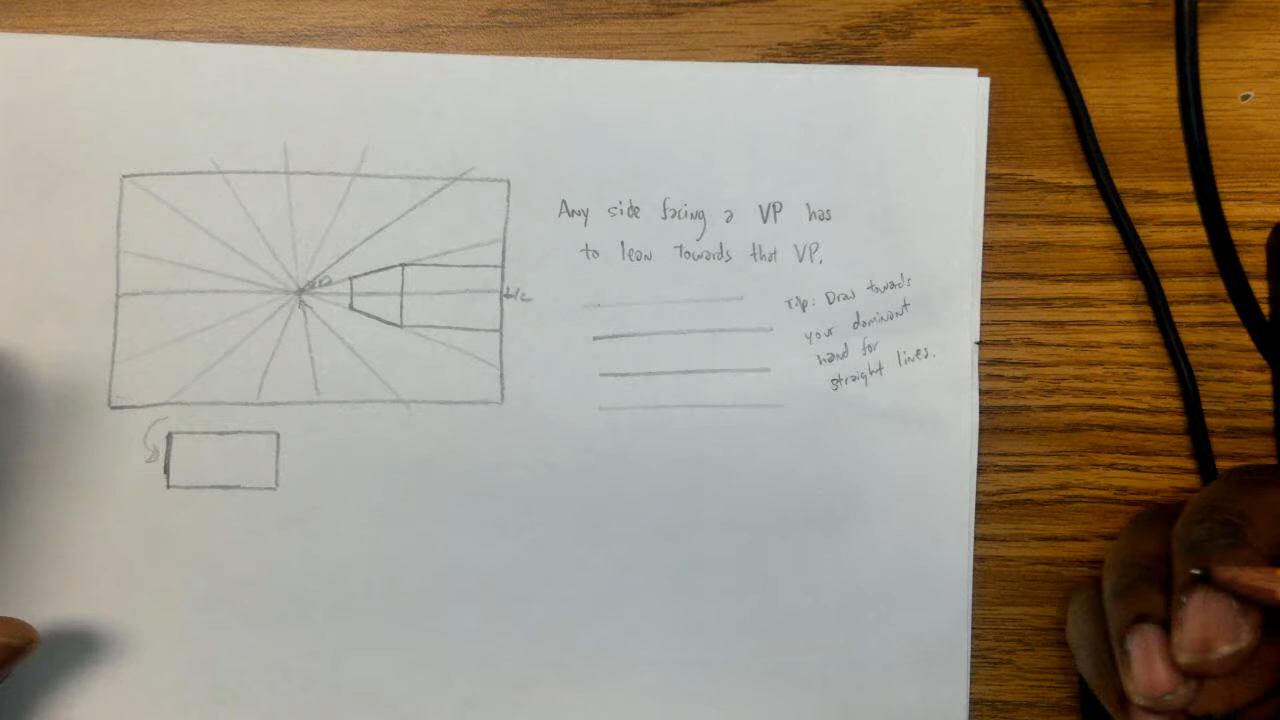 Any side facing a VP has
to lean towards that VP.
Tip: Draw towards
your dominant
hand for
straight lines.